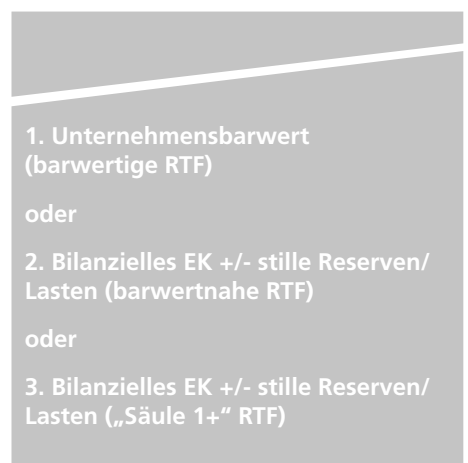 1. Unternehmensbarwert
(barwertige RTF)
oder
2. Bilanzielles EK +/- stille Reserven/
Lasten (barwertnahe RTF)
oder
3. Bilanzielles EK +/- stille Reserven/
Lasten („Säule 1+“ RTF)